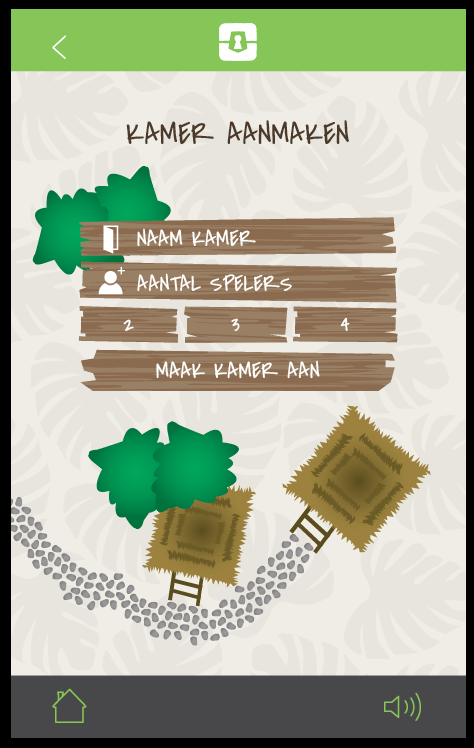 KAMER AANMAKEN
NAAM KAMER
AANTAL SPELERS
2 3 4
MAAK KAMER AAN